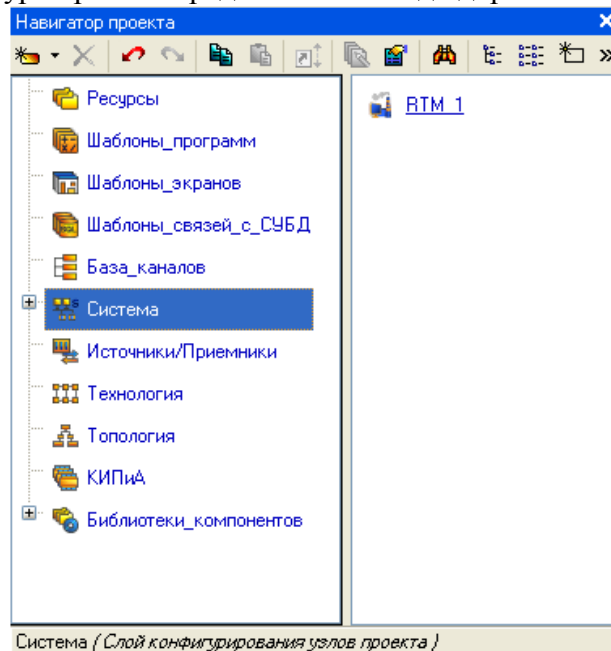 Навигатор проекта
Ресурсы
RTM_1
Шаблоны_программ
Шаблоны_экранов
Шаблоны_связей_с_СУБД
База_каналов
Система
Источники/Приемники
Технология
Топология
КИПиА
Библиотеки_компонентов
Система ( Слой конфигурирования узлов проекта )